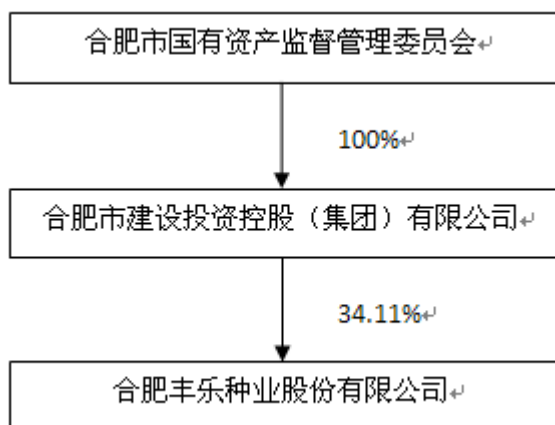 合肥市国有资产监督管理委员会↵
100%↵
合肥市建设投资控股（集团）有限公司↵
34.11%↵
合肥丰乐种业股份有限公司↵